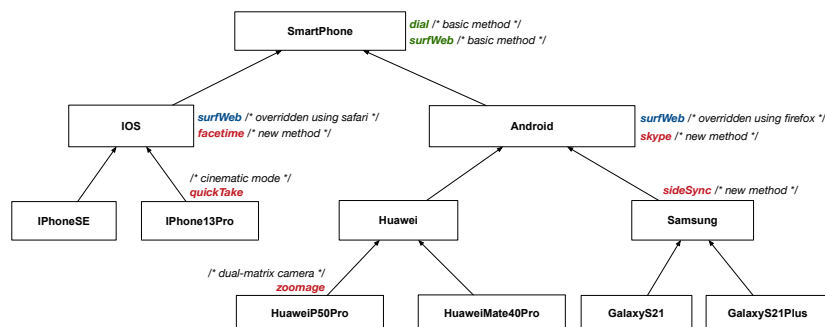 SmartPhone
dial /* basic method */
surfWeb /* basic method */
IOS
surfWeb /* overridden using safari */
facetime /* new method */
Android
surfWeb /* overridden using firefox */
skype /* new method */
/* cinematic mode */
quickTake
sideSync /* new method */
IPhoneSE
IPhone13Pro
Huawei
Samsung
/* dual-matrix camera */
zoomage
HuaweiP50Pro
HuaweiMate40Pro
GalaxyS21
GalaxyS21Plus